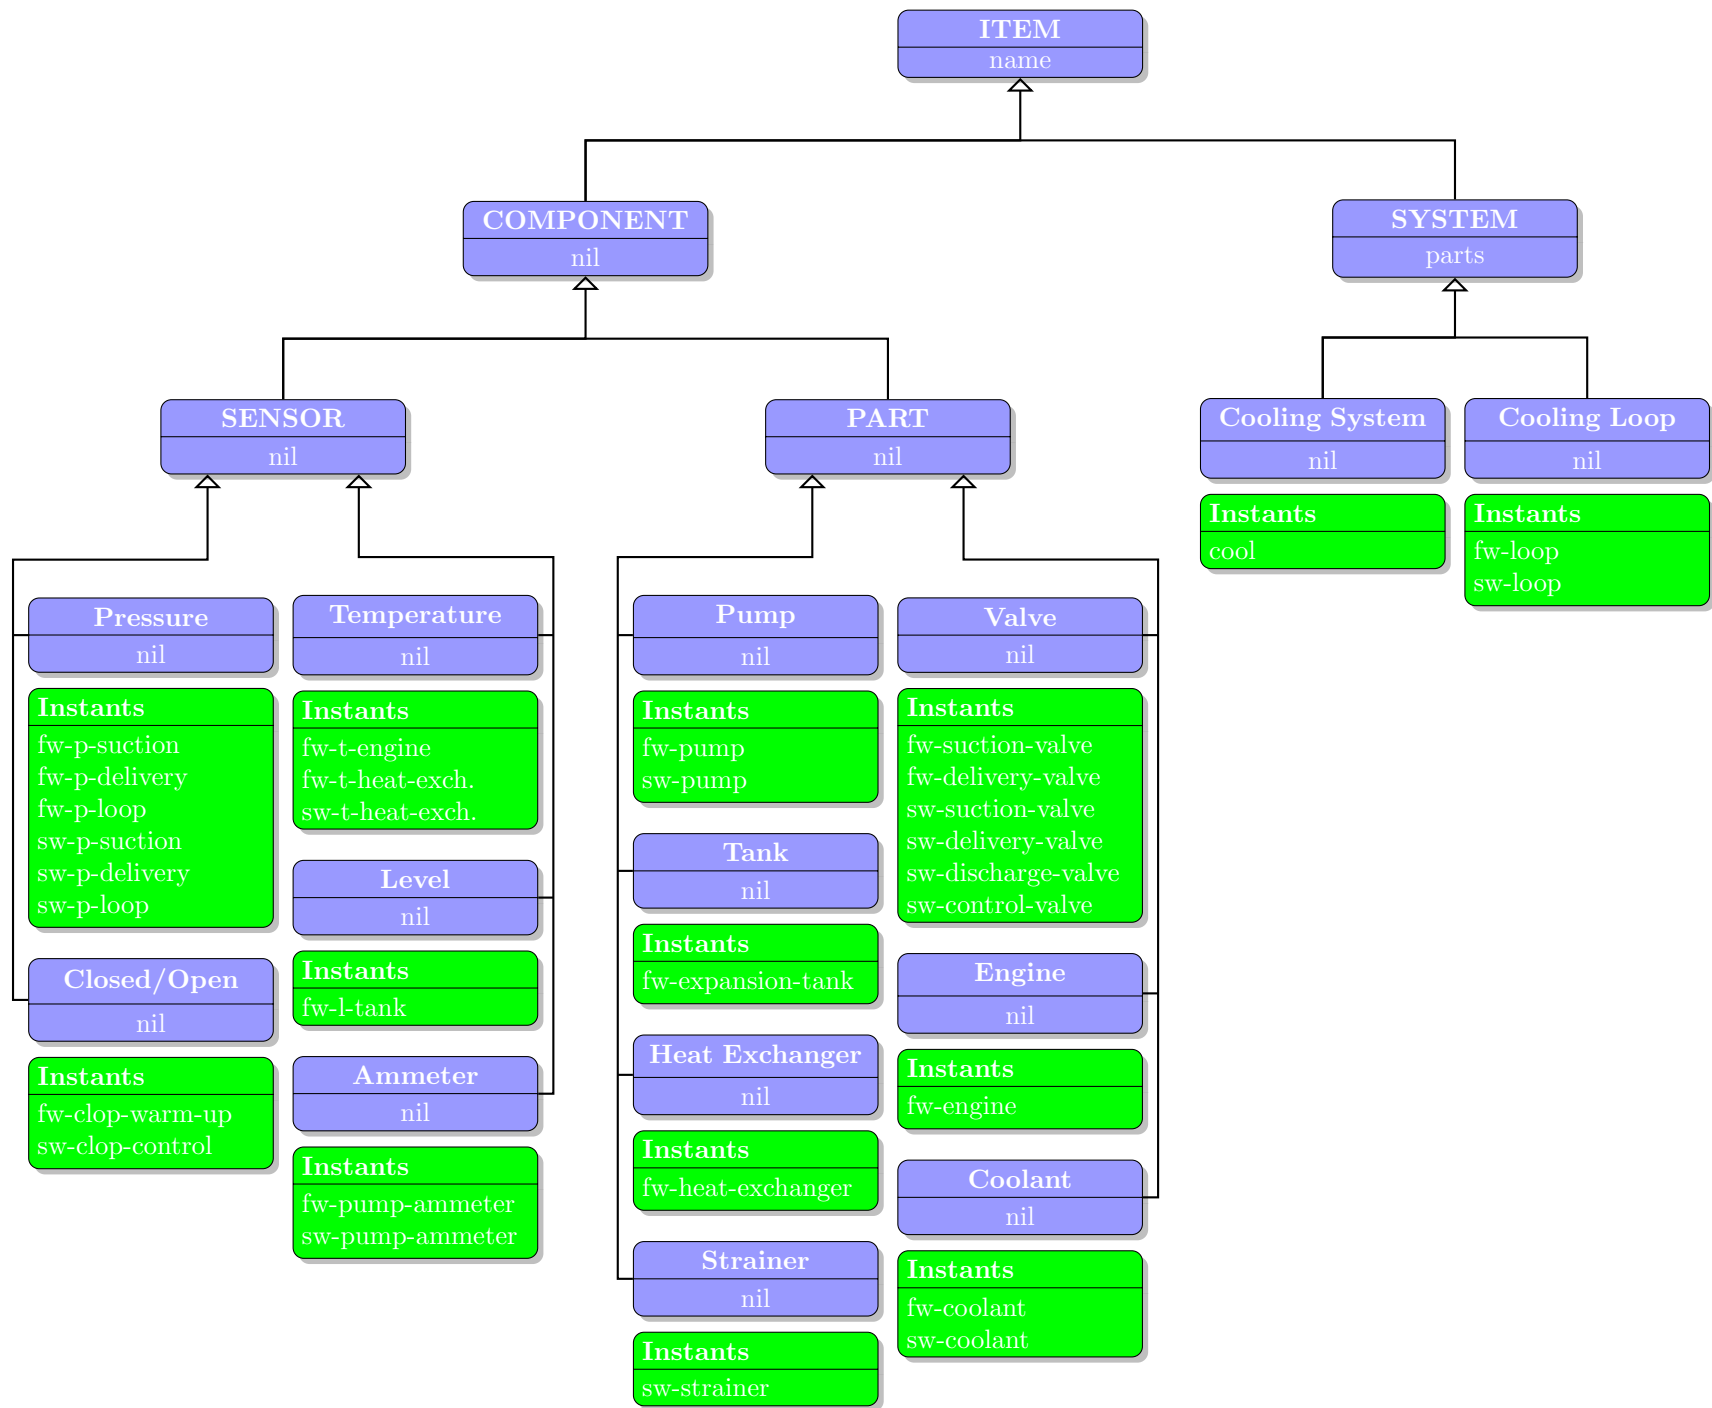 ITEM
name
COMPONENT
nil
SYSTEM
parts
SENSOR
nil
PART
nil
Cooling System
nil
Instants
cool
Cooling Loop
nil
Instants
fw-loop
sw-loop
Pressure
nil
Instants
fw-p-suction
fw-p-delivery
fw-p-loop
sw-p-suction
sw-p-delivery
sw-p-loop
Closed/Open
nil
Instants
fw-clop-warm-up
sw-clop-control
Temperature
nil
Instants
fw-t-engine
fw-t-heat-exch.
sw-t-heat-exch.
Level
nil
Instants
fw-l-tank
Ammeter
nil
Instants
fw-pump-ammeter
sw-pump-ammeter
Pump
nil
Instants
fw-pump
sw-pump
Tank
nil
Instants
fw-expansion-tank
Heat Exchanger
nil
Instants
fw-heat-exchanger
Strainer
nil
Instants
sw-strainer
Valve
nil
Instants
fw-suction-valve
fw-delivery-valve
sw-suction-valve
sw-delivery-valve
sw-discharge-valve
sw-control-valve
Engine
nil
Instants
fw-engine
Coolant
nil
Instants
fw-coolant
sw-coolant